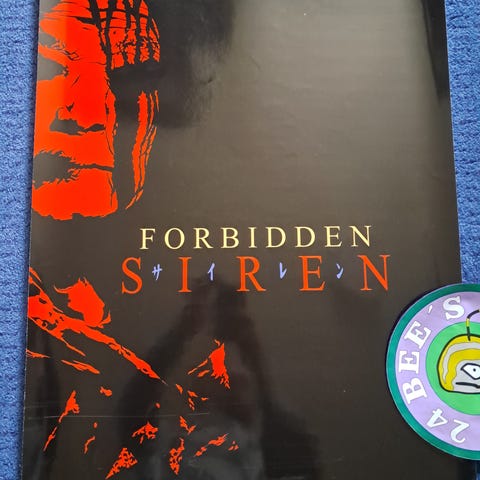 FORBIDDEN
SIREN
サイレン
24 BEE´S